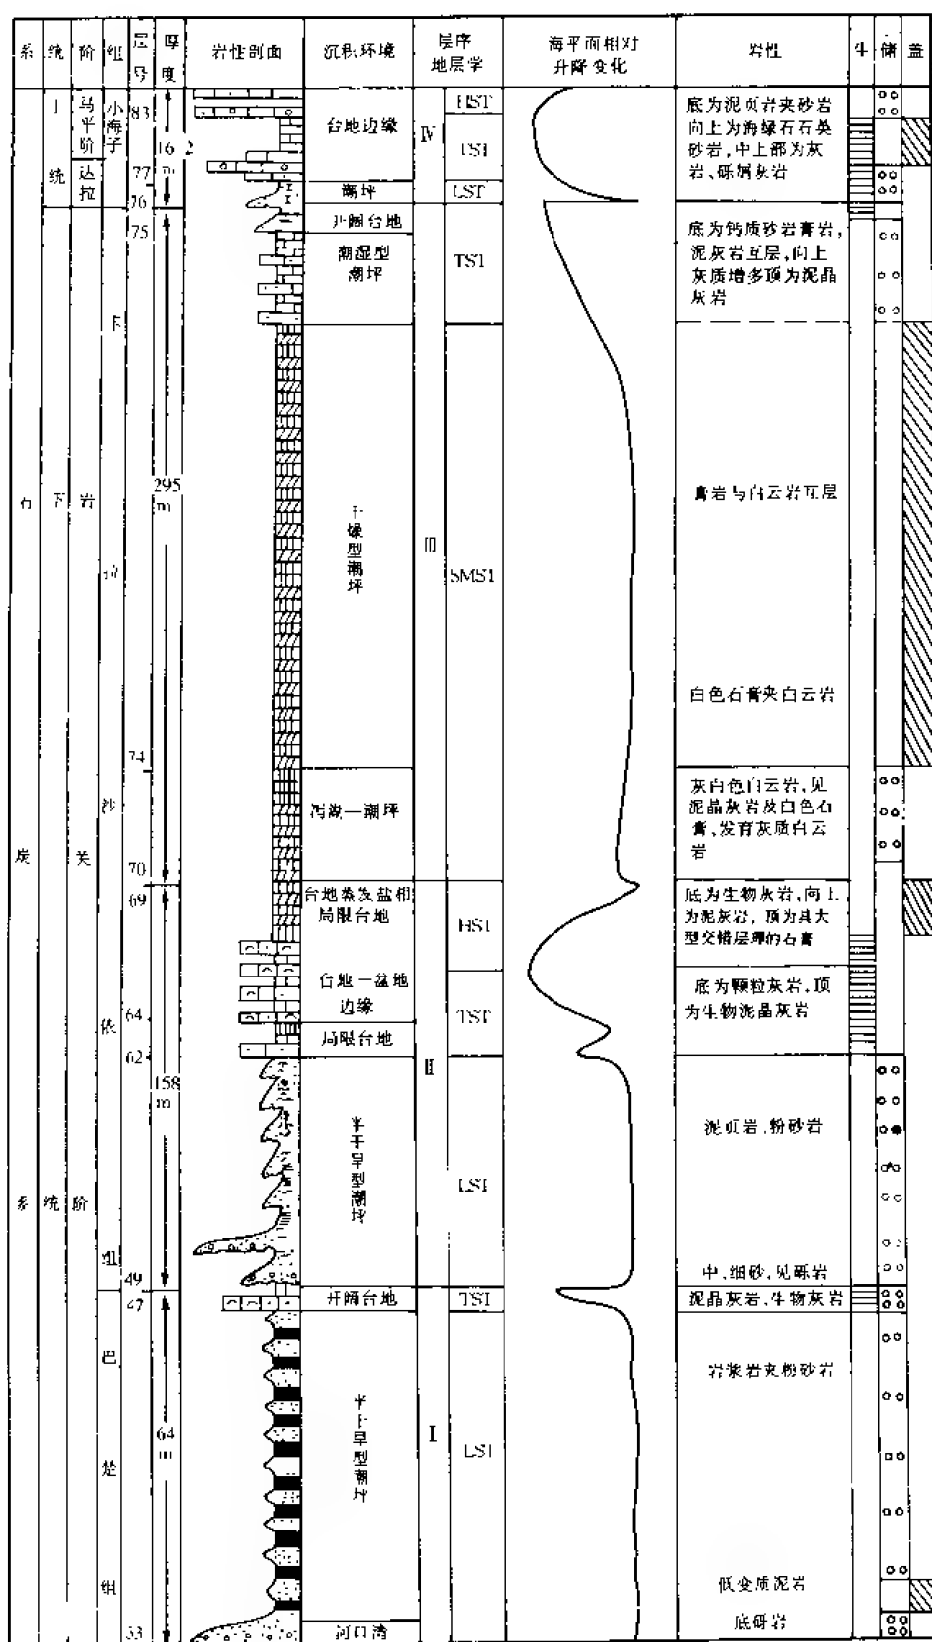 系 统 阶 组 层号 厚度 岩性剖面 沉积环境 层序地层学 海平面相对升降变化 岩性 生 储 盖
石 炭 系
统
下 统
马平阶
达拉
岩 关 阶
小海子
卡 拉 沙 依 组
巴 楚 组
83
77
76
75
74
70
69
64
62
49
47
33
16 2 m
295 m
158 m
64 m
台地边缘
潮坪
开阔台地
潮湿型
潮坪
干燥型潮坪
泻湖—潮坪
台地蒸发盐相
局限台地
台地—盆地
边缘
局限台地
半干旱型潮坪
开阔台地
半干旱型潮坪
河口湾
Ⅳ
Ⅲ
Ⅱ
Ⅰ
HST
TST
LST
TST
SMST
HST
TST
LST
TST
LST
底为泥页岩夹砂岩
向上为海绿石石英
砂岩,中上部为灰
岩、砾屑灰岩
底为钙质砂岩膏岩,
泥灰岩互层,向上
灰质增多顶为泥晶
灰岩
膏岩与白云岩互层
白色石膏夹白云岩
灰白色白云岩,见
泥晶灰岩及白色石
膏,发育灰质白云
岩
底为生物灰岩,向上
为泥灰岩,顶为具大
型交错层理的石膏
底为颗粒灰岩,顶
为生物泥晶灰岩
泥页岩、粉砂岩
中、细砂,见砾岩
泥晶灰岩、生物灰岩
岩浆岩夹粉砂岩
低变质泥岩
底砾岩